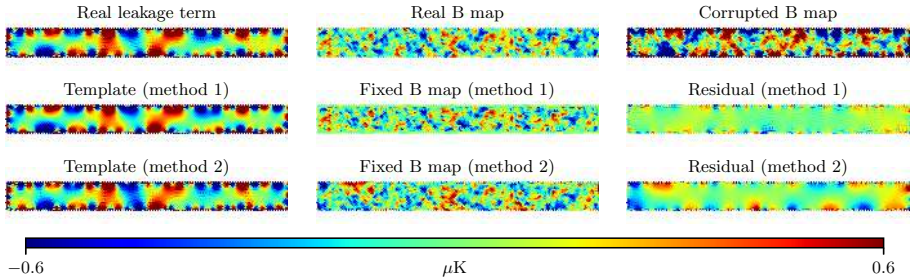 Real leakage term
Real B map
Corrupted B map
Template (method 1)
Fixed B map (method 1)
Residual (method 1)
Template (method 2)
Fixed B map (method 2)
Residual (method 2)
−0.6
μK
0.6